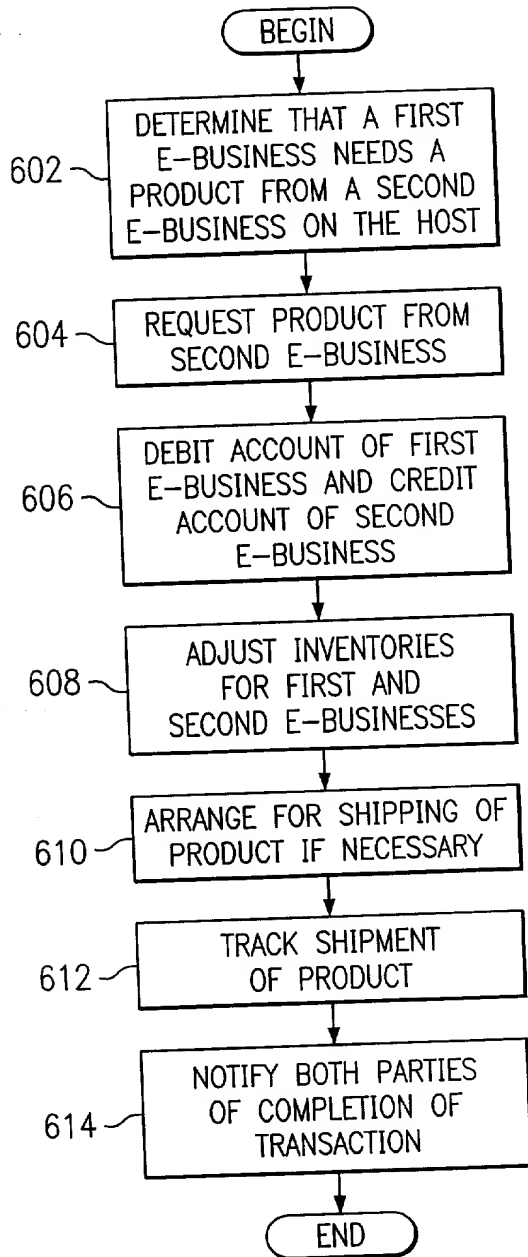 BEGIN
602
DETERMINE THAT A FIRST
E-BUSINESS NEEDS A
PRODUCT FROM A SECOND
E-BUSINESS ON THE HOST
604
REQUEST PRODUCT FROM
SECOND E-BUSINESS
606
DEBIT ACCOUNT OF FIRST
E-BUSINESS AND CREDIT
ACCOUNT OF SECOND
E-BUSINESS
608
ADJUST INVENTORIES
FOR FIRST AND
SECOND E-BUSINESSES
610
ARRANGE FOR SHIPPING OF
PRODUCT IF NECESSARY
612
TRACK SHIPMENT
OF PRODUCT
614
NOTIFY BOTH PARTIES
OF COMPLETION OF
TRANSACTION
END